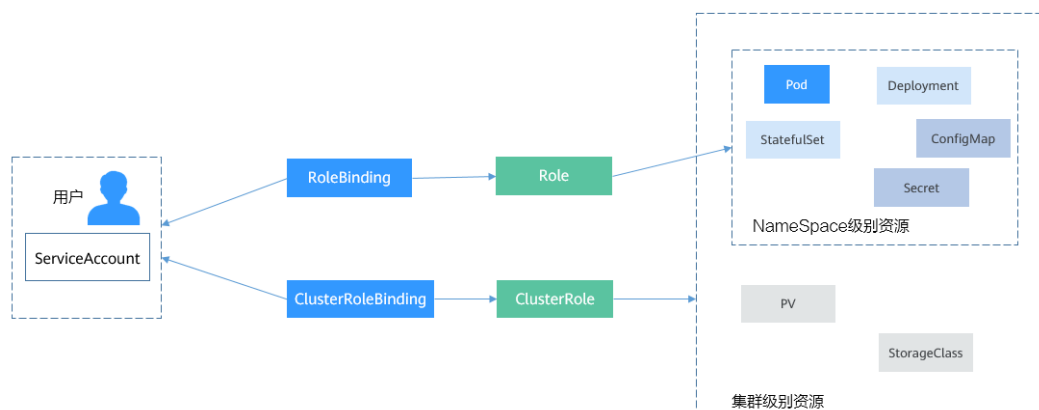 用户
ServiceAccount
RoleBinding
Role
ClusterRoleBinding
ClusterRole
Pod
Deployment
StatefulSet
ConfigMap
Secret
NameSpace级别资源
PV
StorageClass
集群级别资源